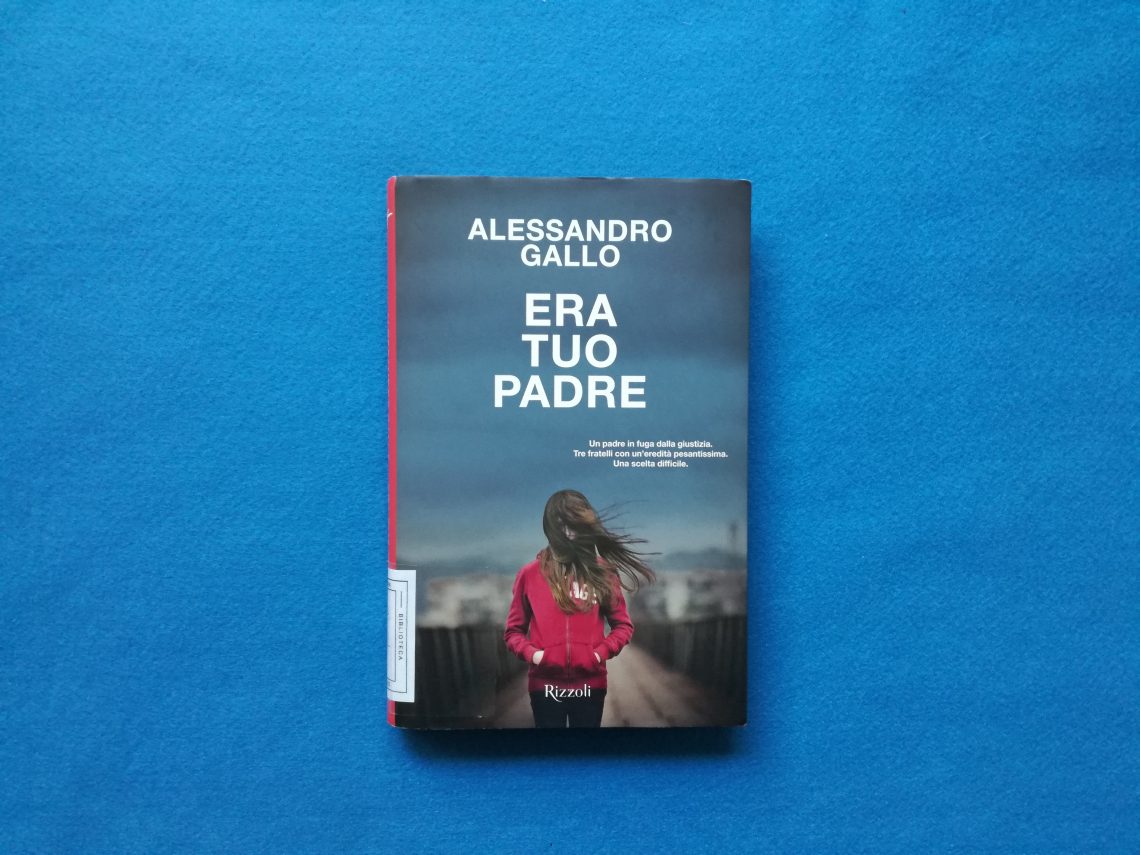 ALESSANDRO
GALLO
ERA
TUO
PADRE
Un padre in fuga dalla giustizia.
Tre fratelli con un'eredità pesantissima.
Una scelta difficile.
BIBLIOTECA
Rizzoli